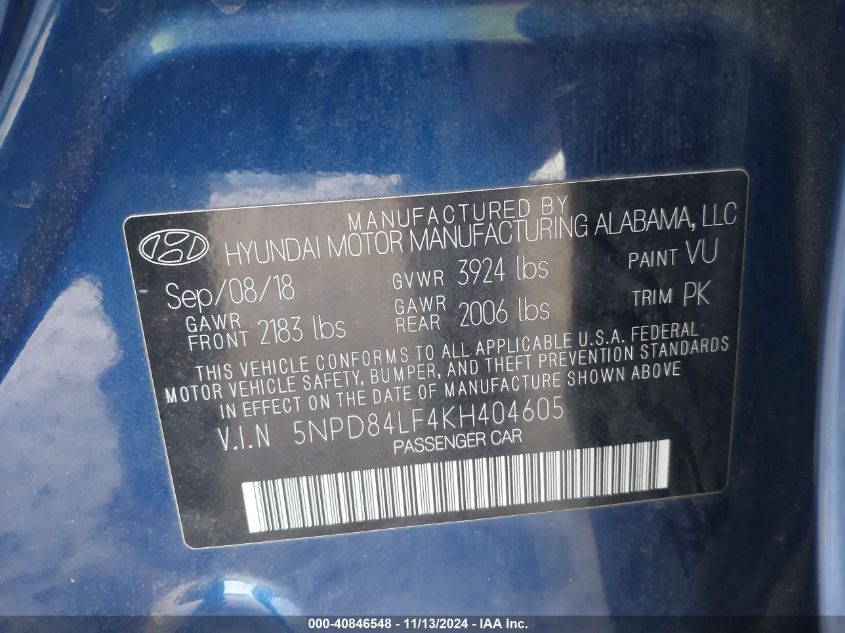 MANUFACTURED BY
HYUNDAI MOTOR MANUFACTURING ALABAMA, LLC
Sep/08/18 GVWR 3924 lbs PAINT VU
GAWR FRONT 2183 lbs GAWR REAR 2006 lbs TRIM PK
THIS VEHICLE CONFORMS TO ALL APPLICABLE U.S.A. FEDERAL
MOTOR VEHICLE SAFETY, BUMPER, AND THEFT PREVENTION STANDARDS
IN EFFECT ON THE DATE OF MANUFACTURE SHOWN ABOVE
V.I.N 5NPD84LF4KH404605
PASSENGER CAR
000-40846548 - 11/13/2024 - IAA Inc.